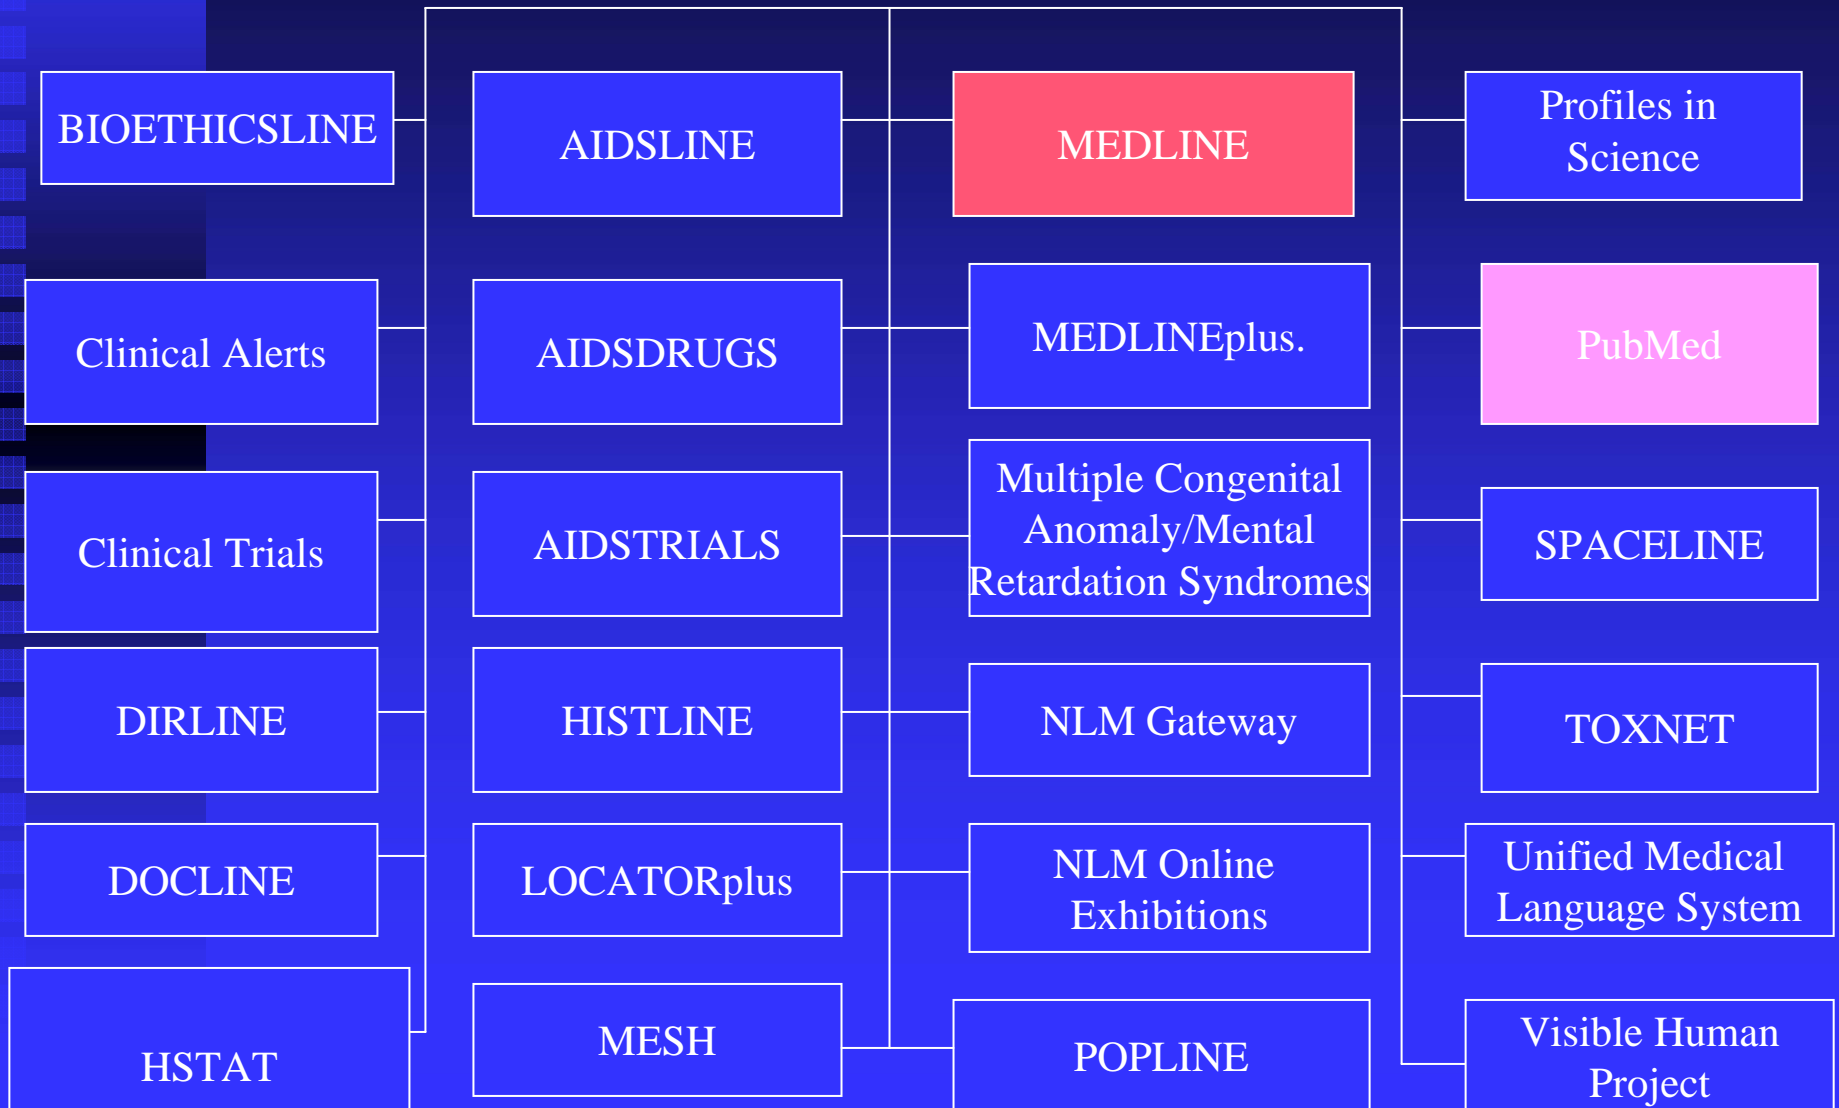 BIOETHICSLINE
AIDSLINE
MEDLINE
Profiles in
Science
Clinical Alerts
AIDSDRUGS
MEDLINEplus.
PubMed
Clinical Trials
AIDSTRIALS
Multiple Congenital
Anomaly/Mental
Retardation Syndromes
SPACELINE
DIRLINE
HISTLINE
NLM Gateway
TOXNET
DOCLINE
LOCATORplus
NLM Online
Exhibitions
Unified Medical
Language System
HSTAT
MESH
POPLINE
Visible Human
Project